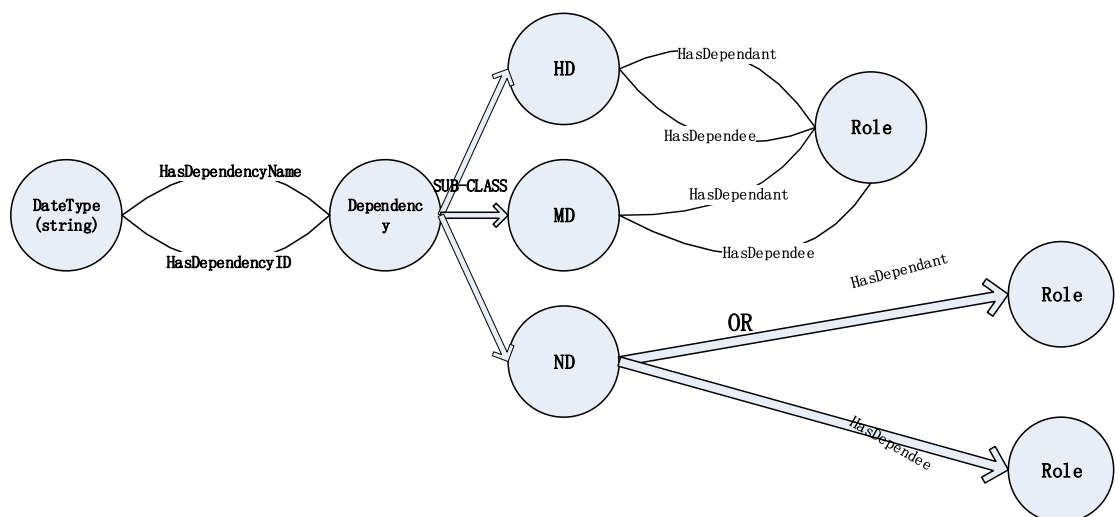 HD
HasDependant
HasDependee
Role
HasDependencyName
SUB-CLASS
DateType
(string)
Dependenc
y
MD
HasDependant
HasDependee
HasDependencyID
HasDependant
Role
OR
ND
HasDependee
Role